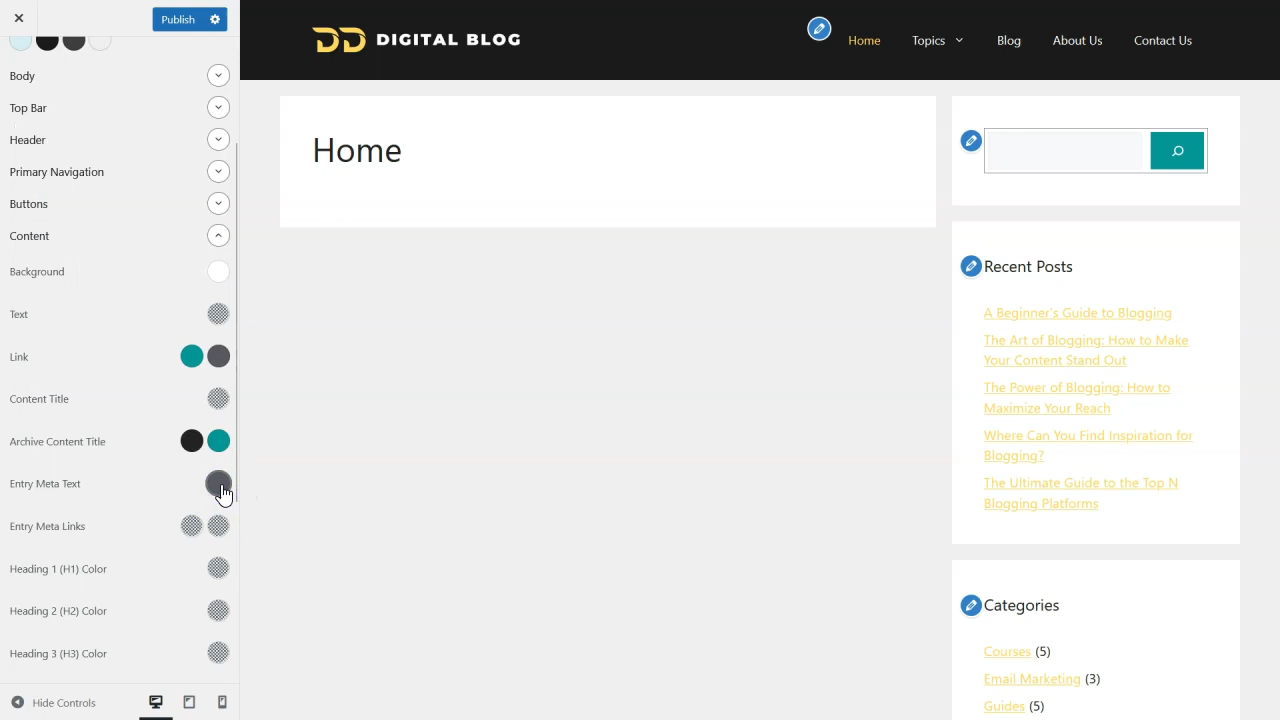 Publish
DIGITAL BLOG
Home
Topics
Blog
About Us
Contact Us
Body
Top Bar
Header
Primary Navigation
Buttons
Content
Background
Text
Link
Content Title
Archive Content Title
Entry Meta Text
Entry Meta Links
Heading 1 (H1) Color
Heading 2 (H2) Color
Heading 3 (H3) Color
Hide Controls
Home
Recent Posts
A Beginner's Guide to Blogging
The Art of Blogging: How to Make
Your Content Stand Out
The Power of Blogging: How to
Maximize Your Reach
Where Can You Find Inspiration for
Blogging?
The Ultimate Guide to the Top N
Blogging Platforms
Categories
Courses (5)
Email Marketing (3)
Guides (5)